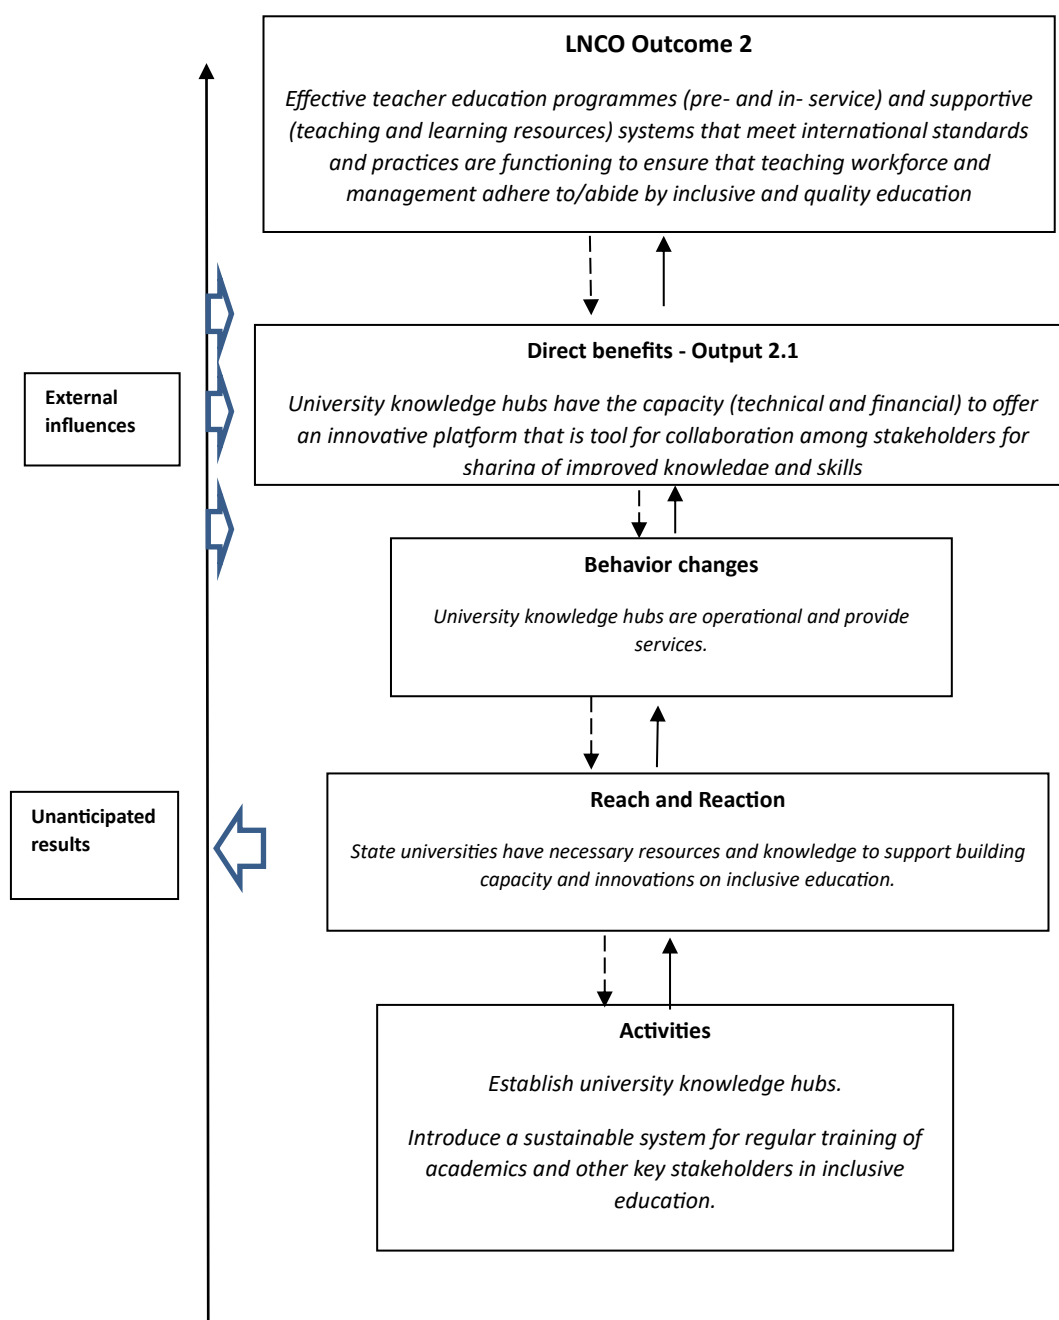 LNCO Outcome 2
Effective teacher education programmes (pre- and in- service) and supportive
(teaching and learning resources) systems that meet international standards
and practices are functioning to ensure that teaching workforce and
management adhere to/abide by inclusive and quality education
Direct benefits - Output 2.1
University knowledge hubs have the capacity (technical and financial) to offer
an innovative platform that is tool for collaboration among stakeholders for
sharing of improved knowledge and skills
External
influences
Behavior changes
University knowledge hubs are operational and provide
services.
Reach and Reaction
State universities have necessary resources and knowledge to support building
capacity and innovations on inclusive education.
Unanticipated
results
Activities
Establish university knowledge hubs.
Introduce a sustainable system for regular training of
academics and other key stakeholders in inclusive
education.